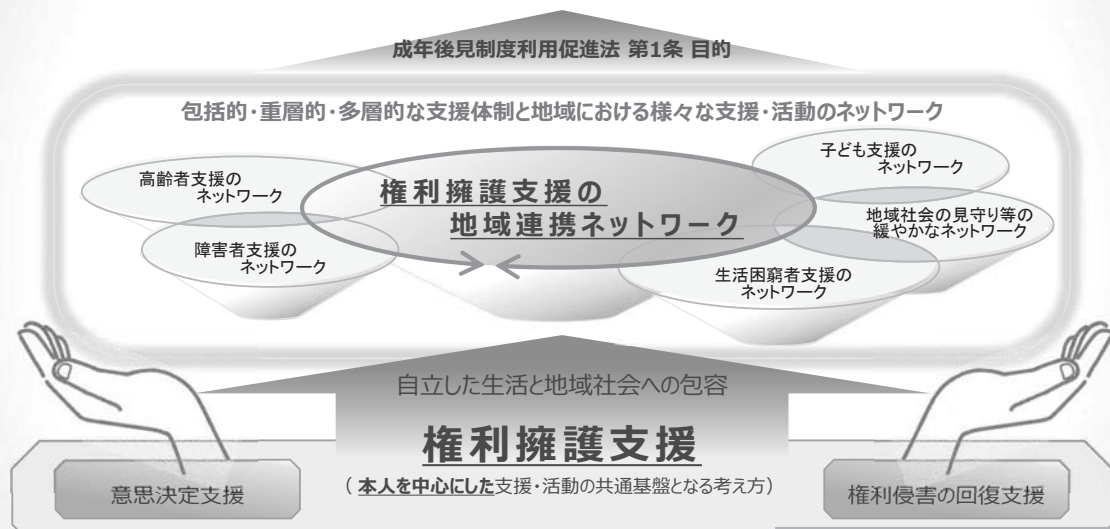 成年後見制度利用促進法 第1条 目的
包括的・重層的・多層的な支援体制と地域における様々な支援・活動のネットワーク
高齢者支援の
ネットワーク
障害者支援の
ネットワーク
権利擁護支援の
地域連携ネットワーク
子ども支援の
ネットワーク
地域社会の見守り等の
緩やかなネットワーク
生活困窮者支援の
ネットワーク
自立した生活と地域社会への包容
権利擁護支援
(本人を中心にした支援・活動の共通基盤となる考え方)
意思決定支援
権利侵害の回復支援